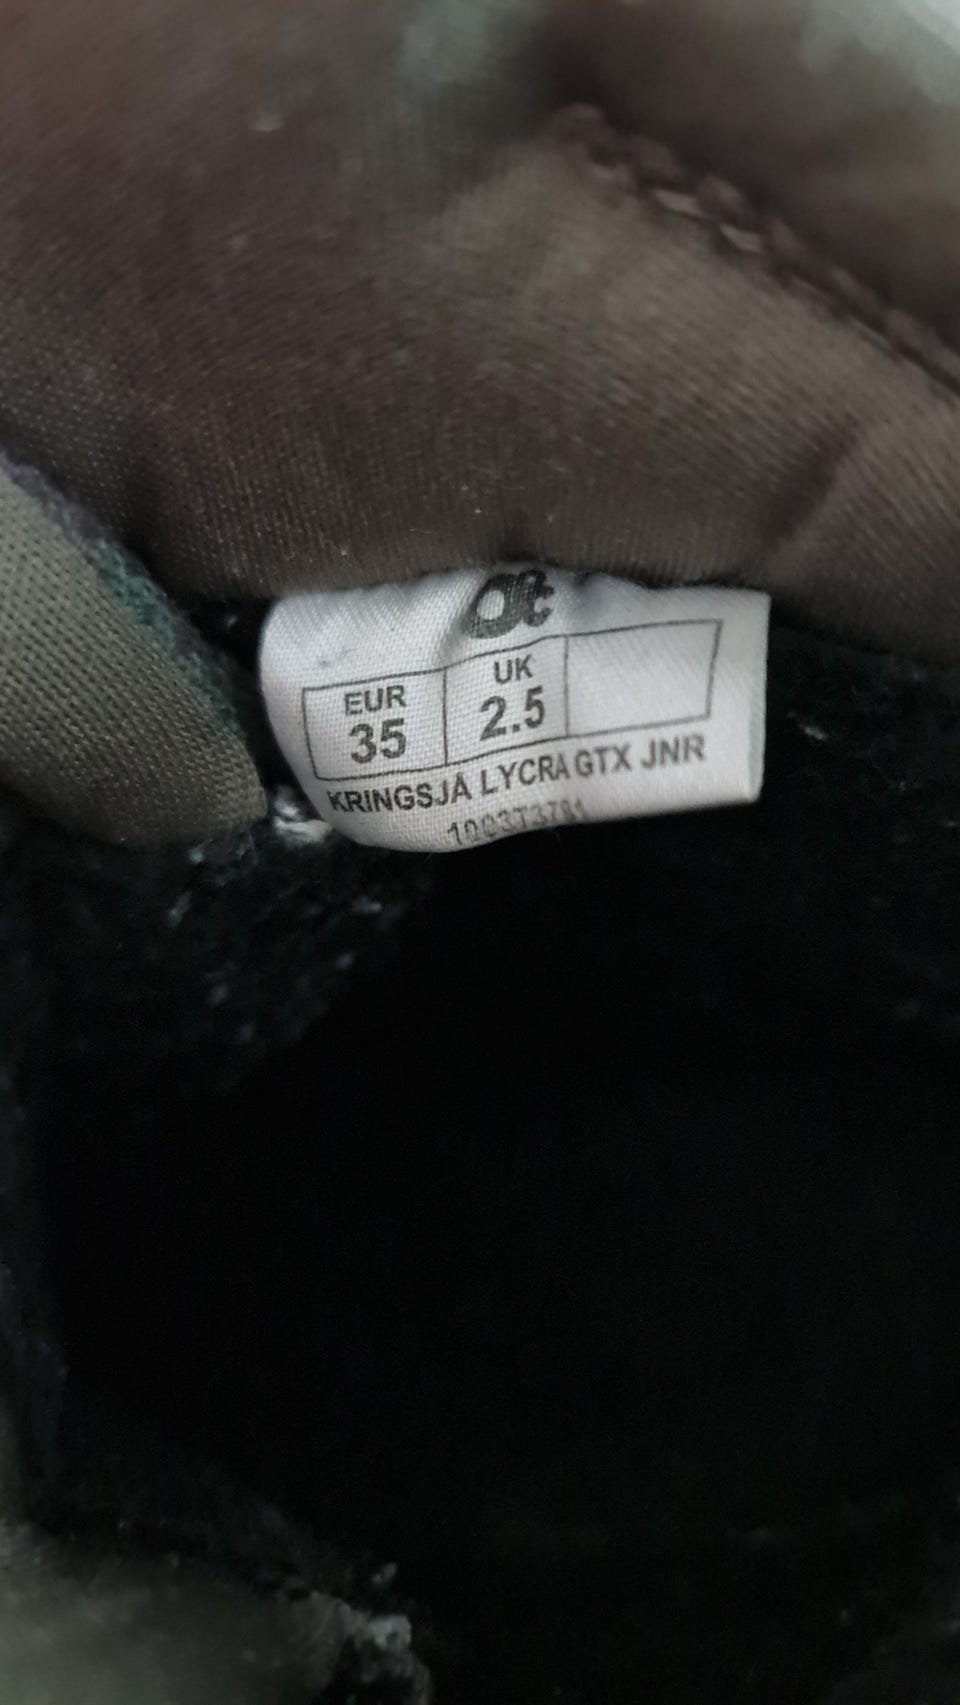 EUR UK
35 2.5
KRINGSJÅ LYCRA GTX JNR